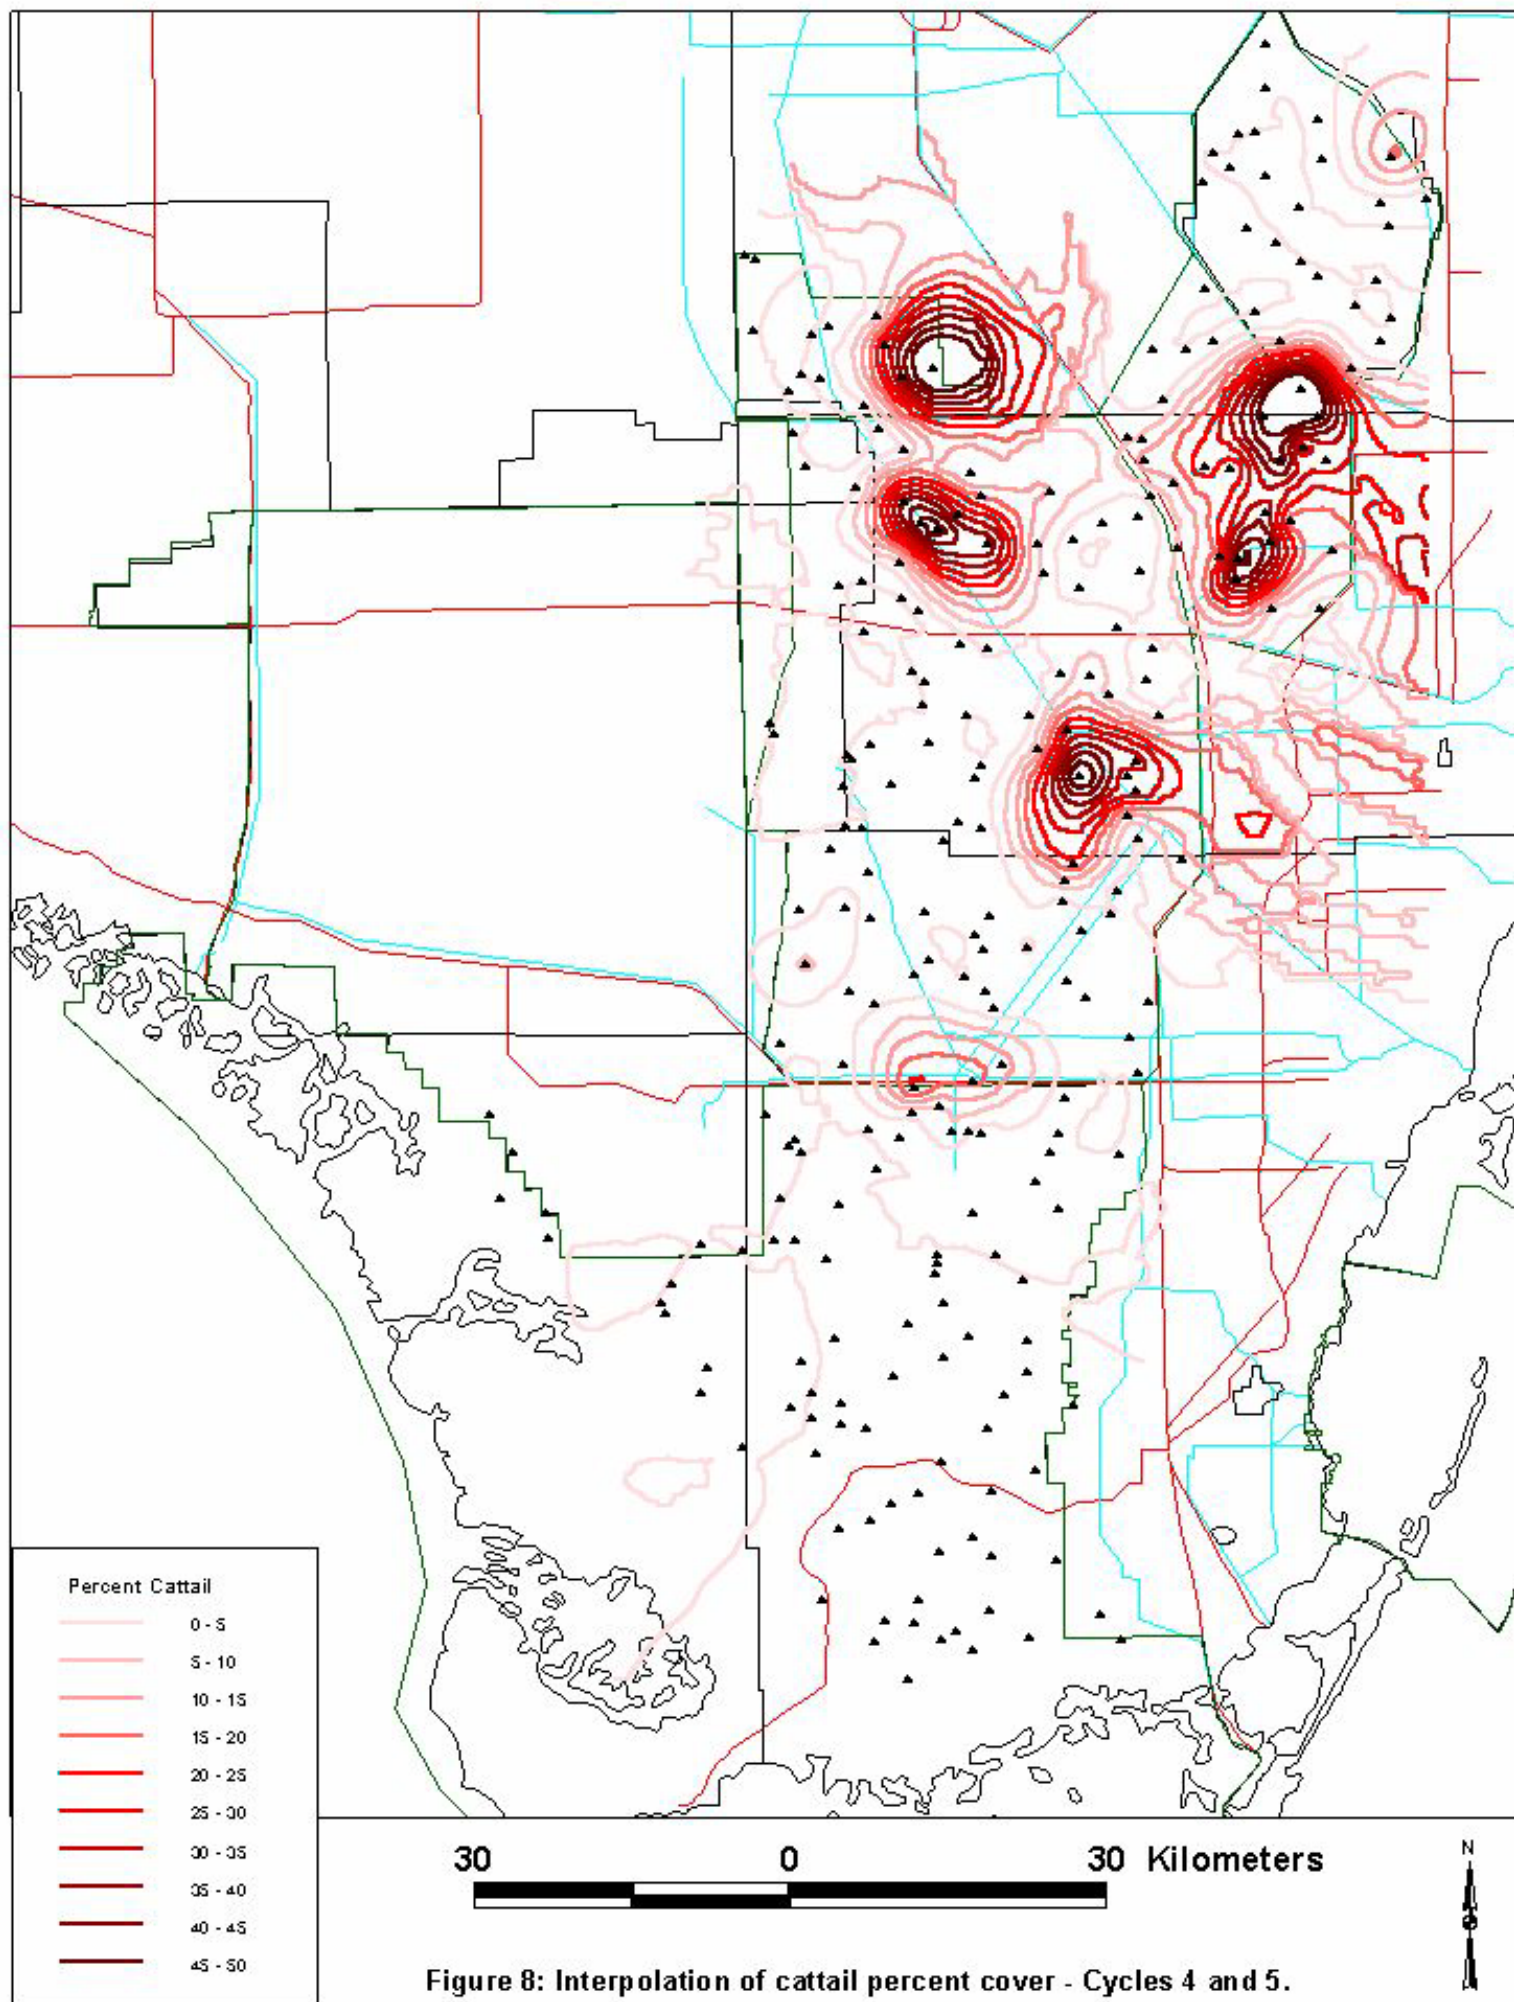 Percent Cattail
0 - 5
5 - 10
10 - 15
15 - 20
20 - 25
25 - 30
30 - 35
35 - 40
40 - 45
45 - 50
30 0 30 Kilometers
N
Figure 8: Interpolation of cattail percent cover - Cycles 4 and 5.